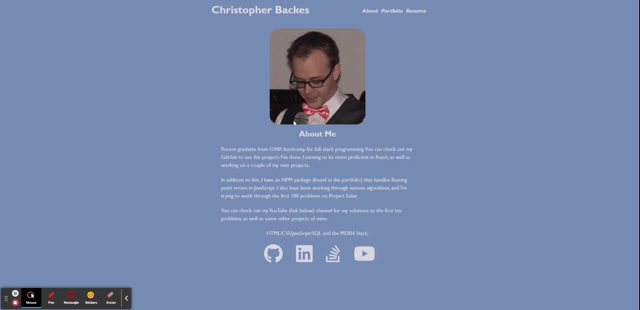 Christopher Backes
About Portfolio Resume
About Me
Recent graduate from GWA bootcamp for full stack programming. You can check out my
GitHub to see the projects I've done. Learning to be more proficient in React, as well as
working on a couple of my own projects.
In addition to this, I have an NPM package (found in the portfolio) that handles floating
point errors in JavaScript. I also have been working through various algorithms, and I'm
trying to work through the first 100 problems on Project Euler.
You can check out my YouTube (link below) channel for my solutions to the first ten
problems, as well as some other projects of mine.
HTML/CSS/JavaScript/SQL and the MERN Stack.
Mouse Pen Rectangle Stickers Eraser